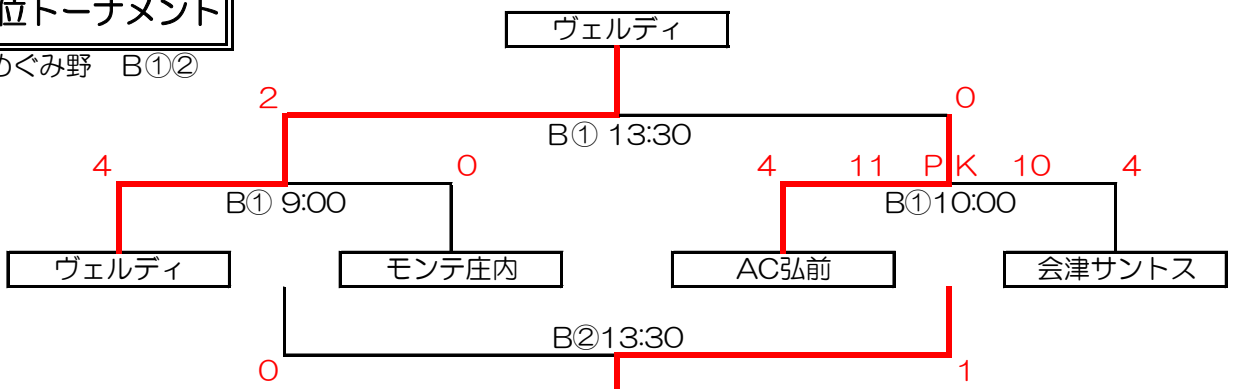 位トーナメント
ヴェルディ
めぐみ野 B①②
2 0
B① 13:30
4 0 4 11 PK 10 4
B① 9:00 B①10:00
ヴェルディ モンテ庄内 AC弘前 会津サントス
B②13:30
0 1